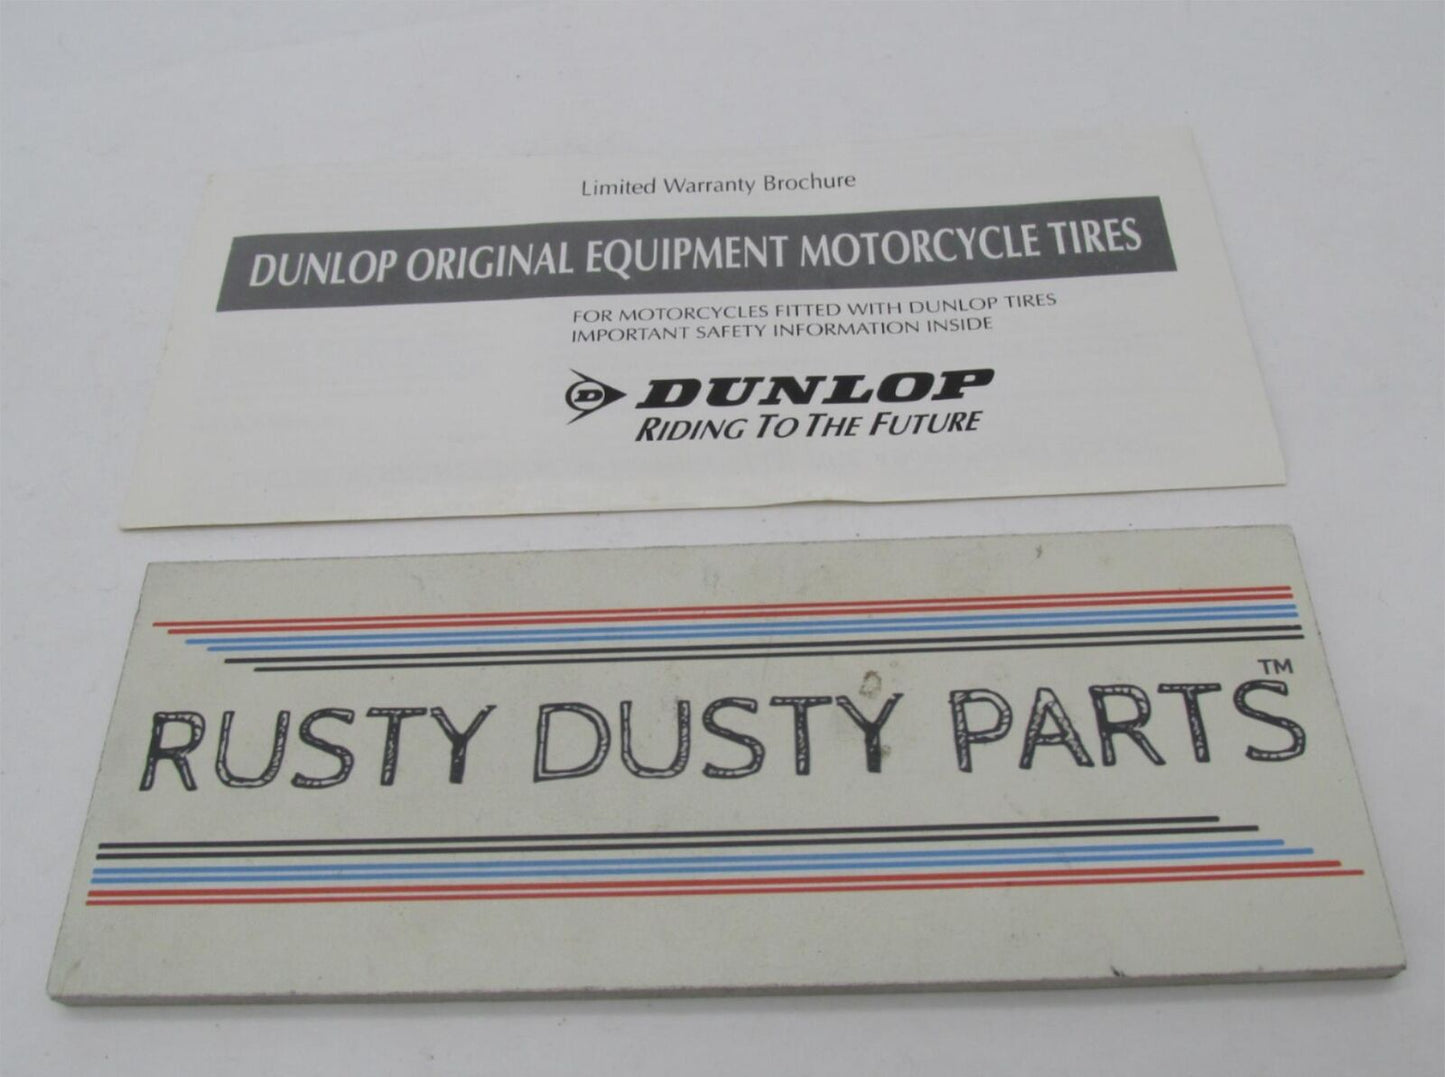 Limited Warranty Brochure
DUNLOP ORIGINAL EQUIPMENT MOTORCYCLE TIRES
FOR MOTORCYCLES FITTED WITH DUNLOP TIRES
IMPORTANT SAFETY INFORMATION INSIDE
D DUNLOP
RIDING TO THE FUTURE
RUSTY DUSTY PARTS™